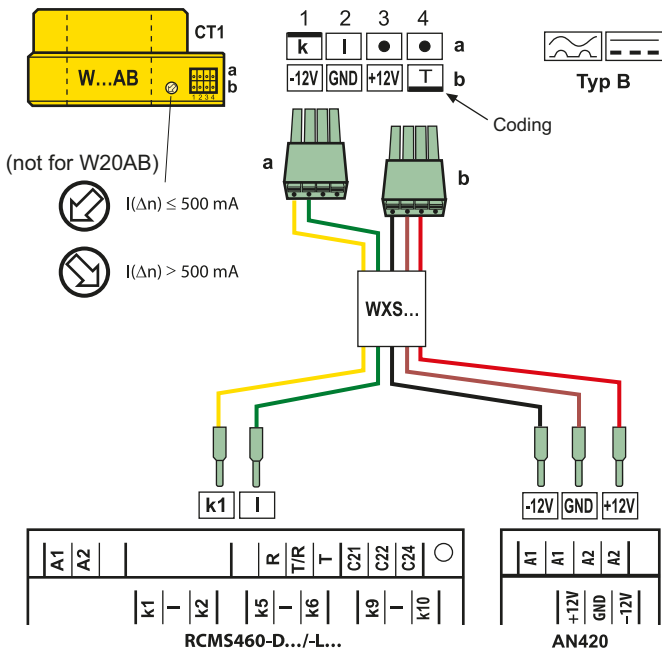 CT1
W...AB
a
b
1 2 3 4
1 2 3 4
k l ● ● a
-12V GND +12V T b
Typ B
Coding
(not for W20AB)
I(Δn) ≤ 500 mA
I(Δn) > 500 mA
a
b
WXS...
k1 l
-12V GND +12V
A1 A2 R T/R T C21 C22 C24
k1 l k2 k5 l k6 k9 l k10
RCMS460-D.../-L...
A1 A1 A2 A2
+12V GND -12V
AN420